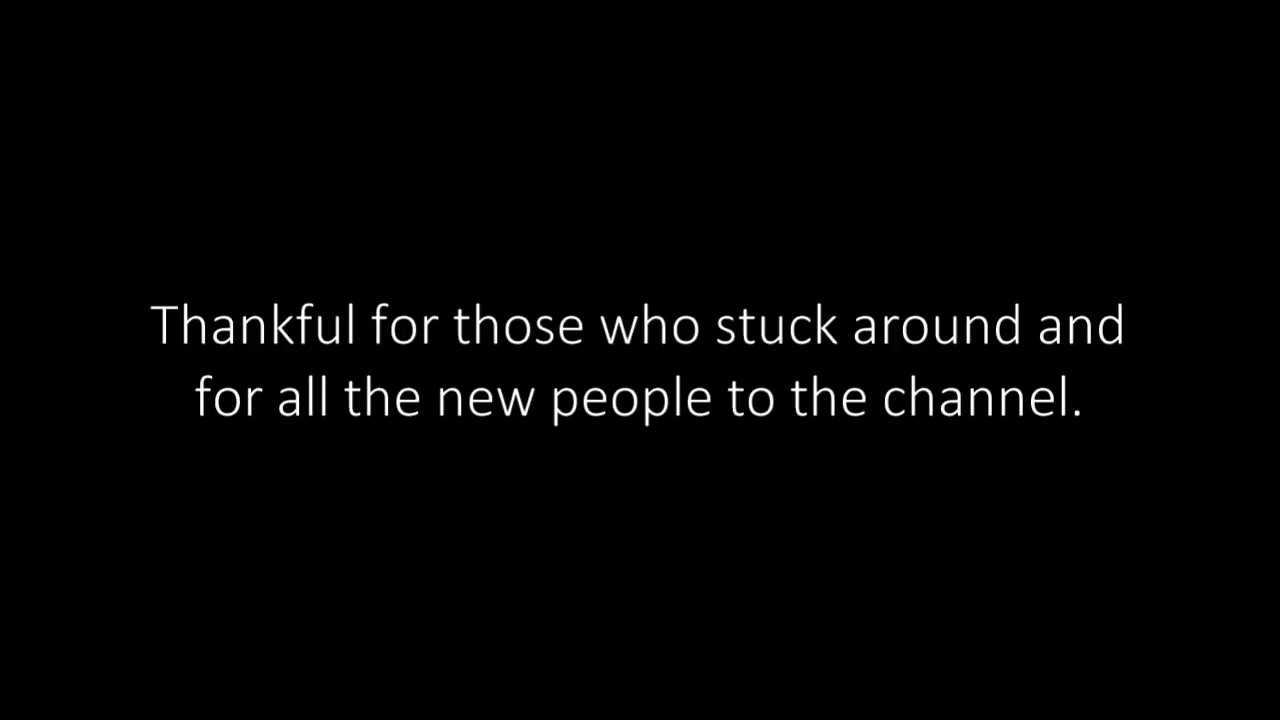 Thankful for those who stuck around and
for all the new people to the channel.